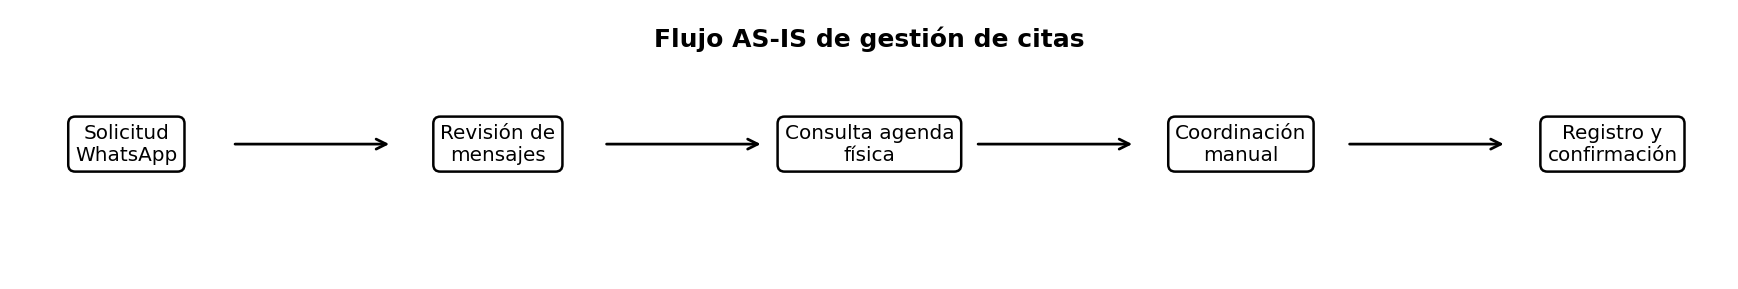 Flujo AS-IS de gestión de citas
Solicitud
WhatsApp
Revisión de
mensajes
Consulta agenda
física
Coordinación
manual
Registro y
confirmación